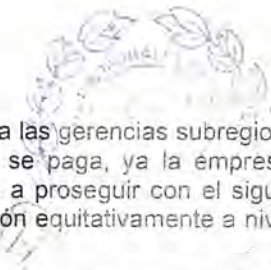 a las gerencias subregio
se paga, ya la empres
a proseguir con el sigu
ón equitativamente a niv